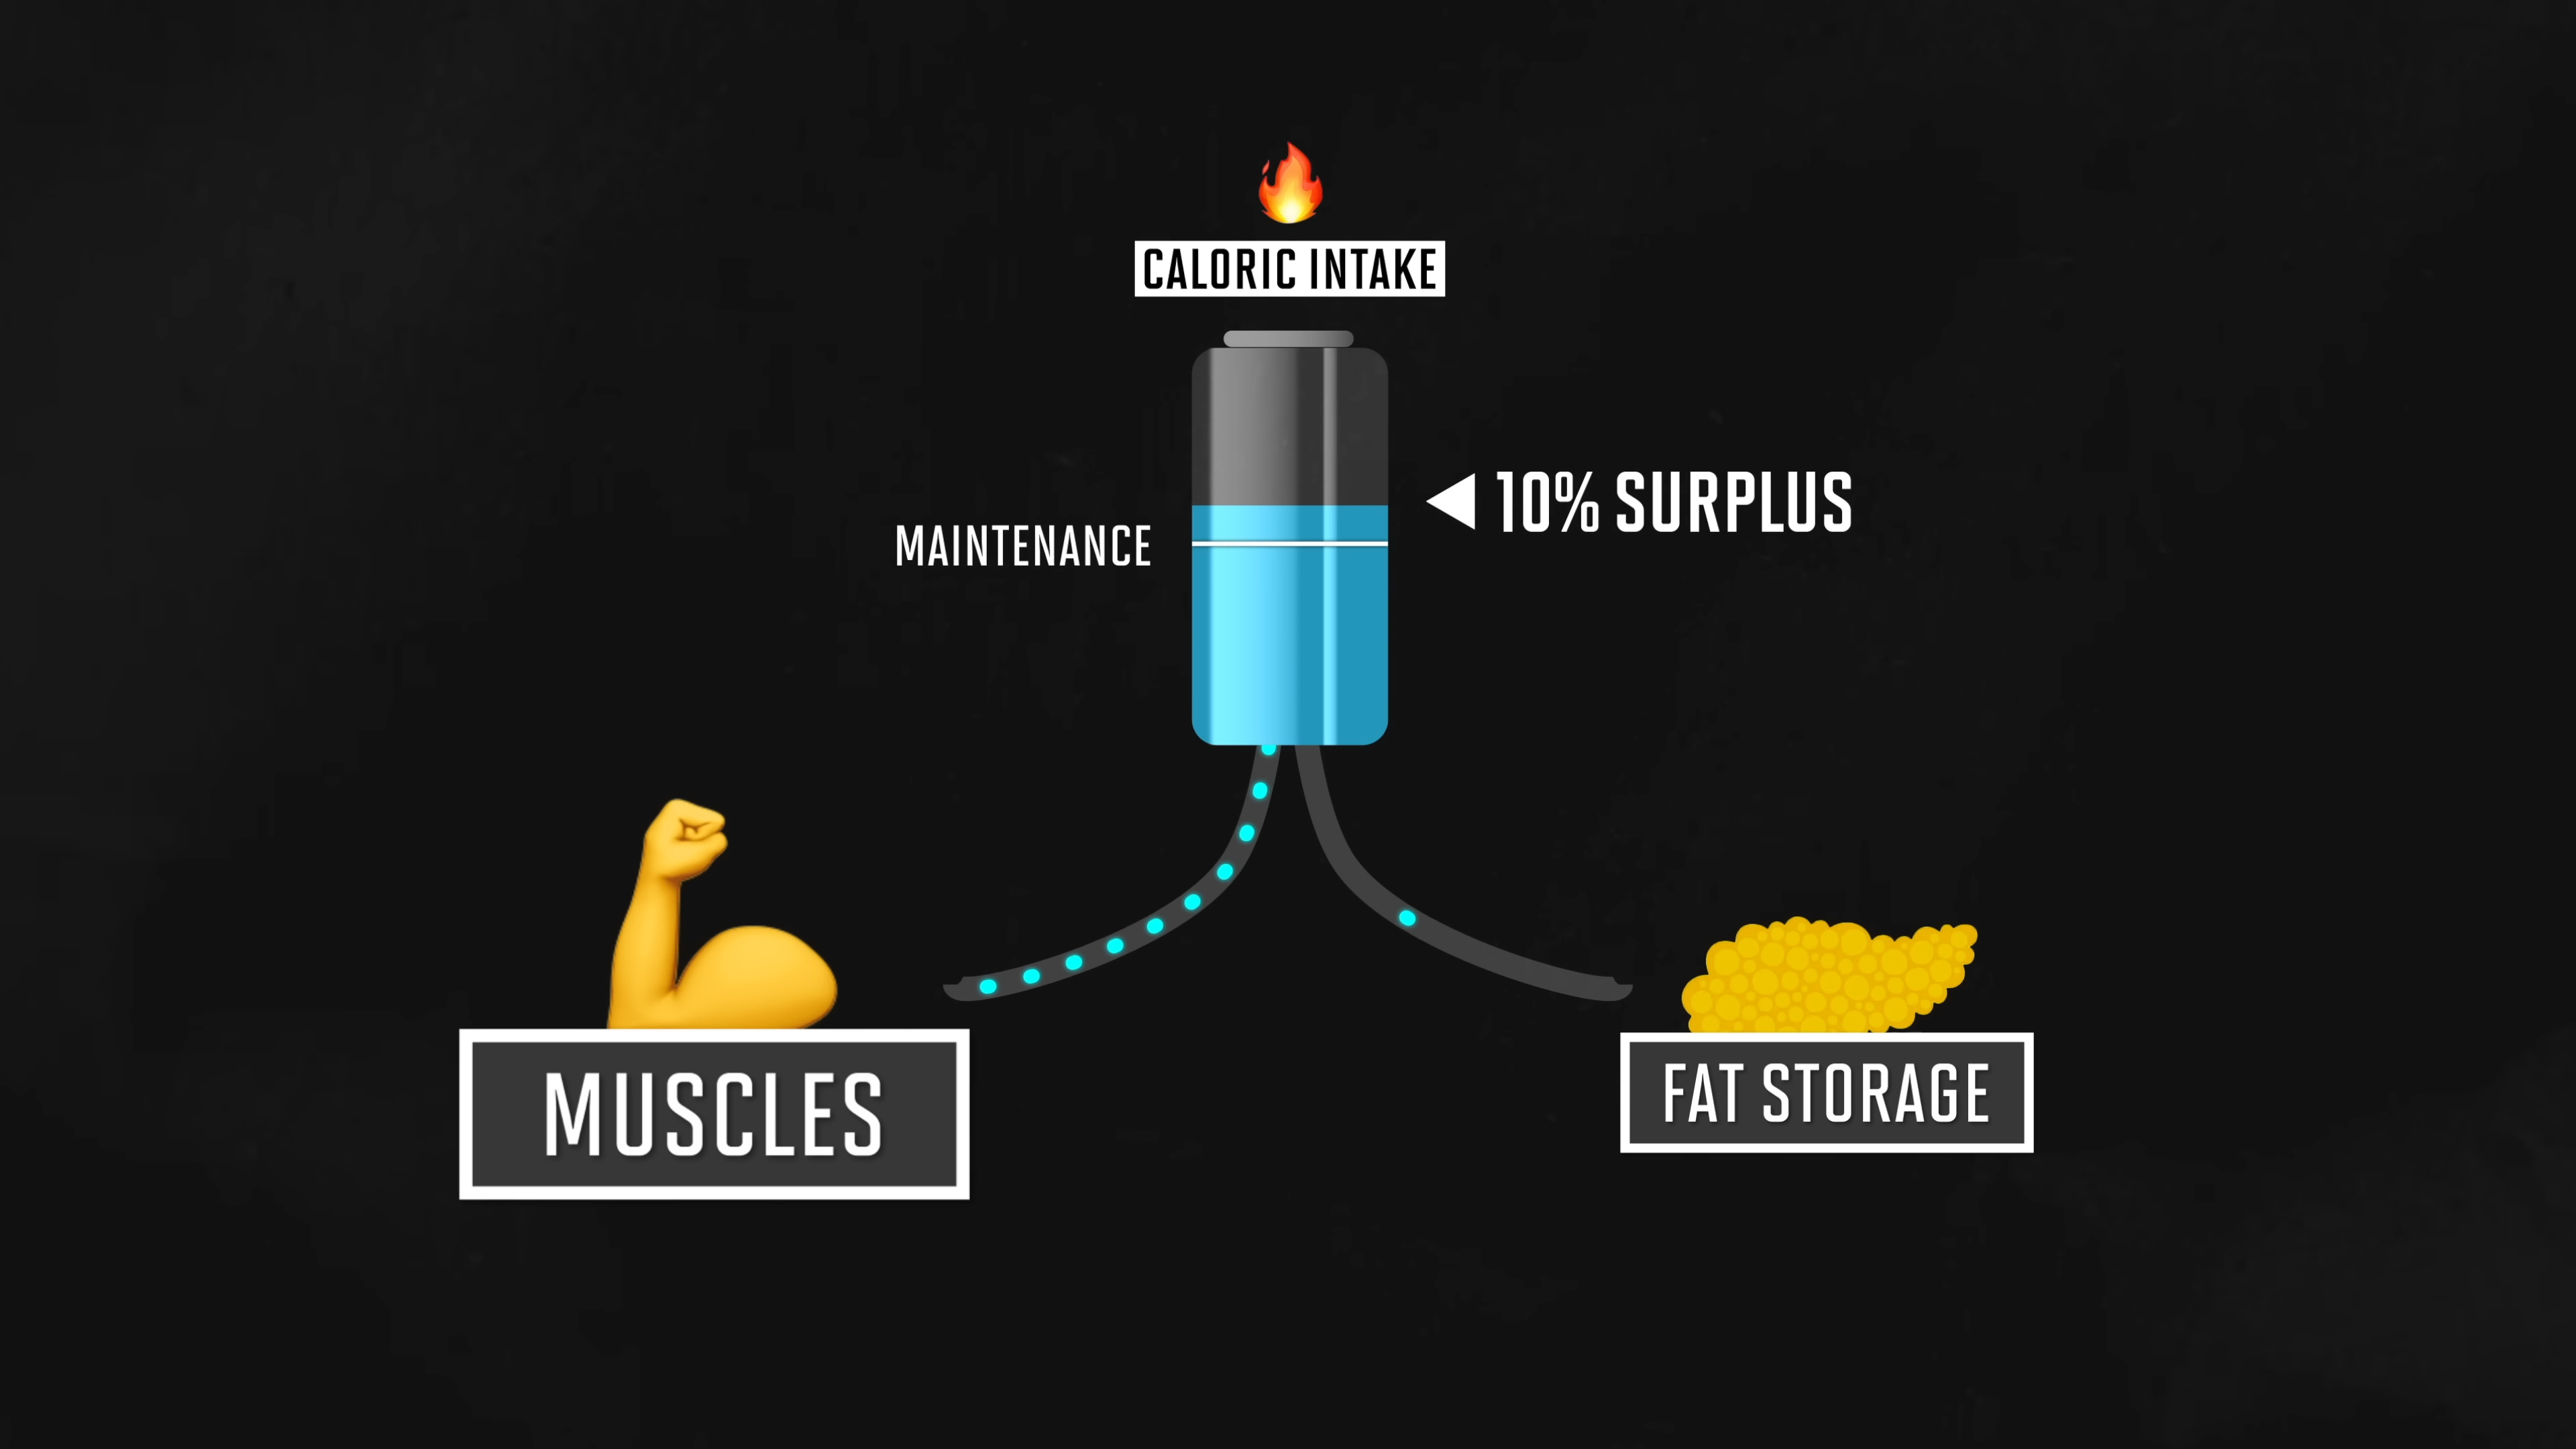 CALORIC INTAKE
10% SURPLUS
MAINTENANCE
MUSCLES
FAT STORAGE